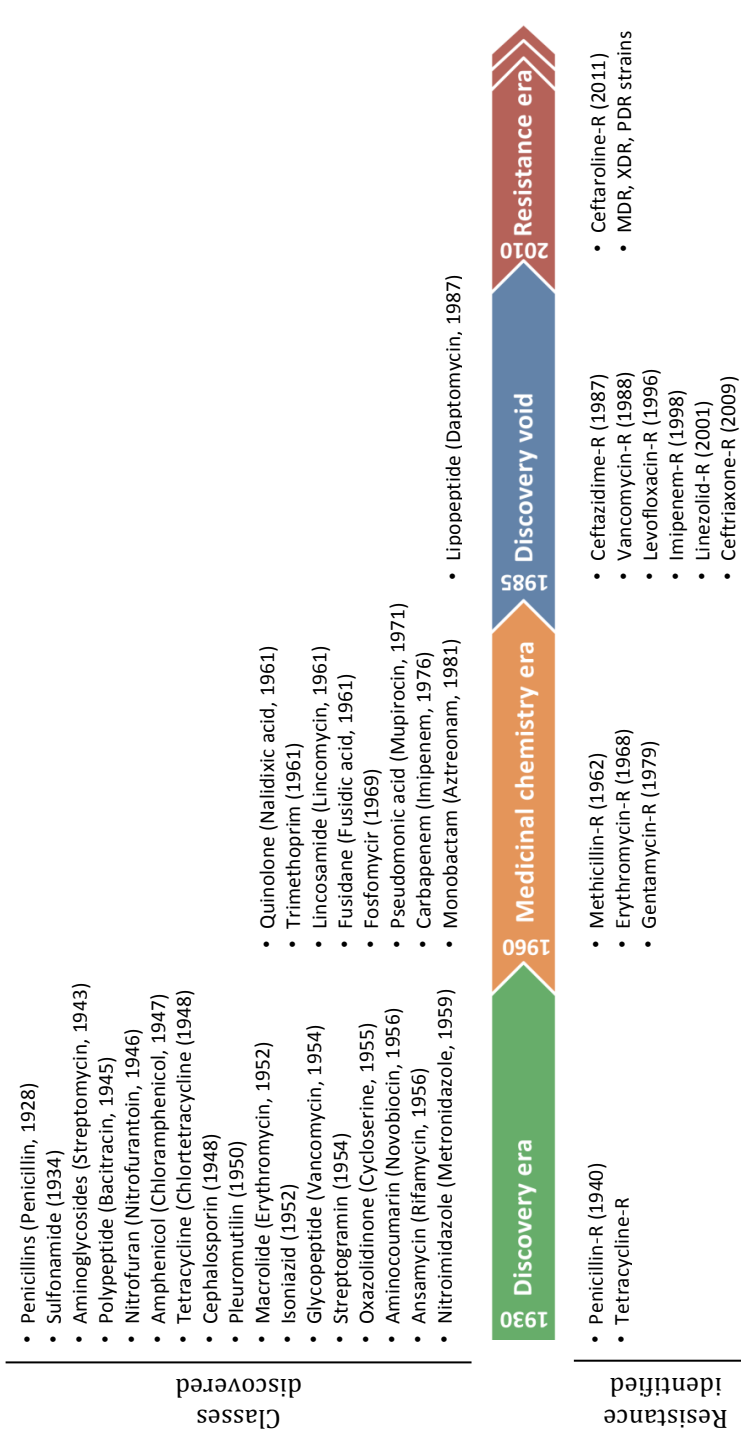 Classes
discovered
• Penicillins (Penicillin, 1928)
• Sulfonamide (1934)
• Aminoglycosides (Streptomycin, 1943)
• Polypeptide (Bacitracin, 1945)
• Nitrofuran (Nitrofurantoin, 1946)
• Amphenicol (Chloramphenicol, 1947)
• Tetracycline (Chlortetracycline (1948)
• Cephalosporin (1948)
• Pleuromutilin (1950)
• Macrolide (Erythromycin, 1952)
• Isoniazid (1952)
• Glycopeptide (Vancomycin, 1954)
• Streptogramin (1954)
• Oxazolidinone (Cycloserine, 1955)
• Aminocoumarin (Novobiocin, 1956)
• Ansamycin (Rifamycin, 1956)
• Nitroimidazole (Metronidazole, 1959)
• Quinolone (Nalidixic acid, 1961)
• Trimethoprim (1961)
• Lincosamide (Lincomycin, 1961)
• Fusidane (Fusidic acid, 1961)
• Fosfomycir (1969)
• Pseudomonic acid (Mupirocin, 1971)
• Carbapenem (Imipenem, 1976)
• Monobactam (Aztreonam, 1981)
• Lipopeptide (Daptomycin, 1987)
1930 Discovery era
1960 Medicinal chemistry era
1985 Discovery void
2010 Resistance era
Resistance
identified
• Penicillin-R (1940)
• Tetracycline-R
• Methicillin-R (1962)
• Erythromycin-R (1968)
• Gentamycin-R (1979)
• Ceftazidime-R (1987)
• Vancomycin-R (1988)
• Levofloxacin-R (1996)
• Imipenem-R (1998)
• Linezolid-R (2001)
• Ceftriaxone-R (2009)
• Ceftaroline-R (2011)
• MDR, XDR, PDR strains